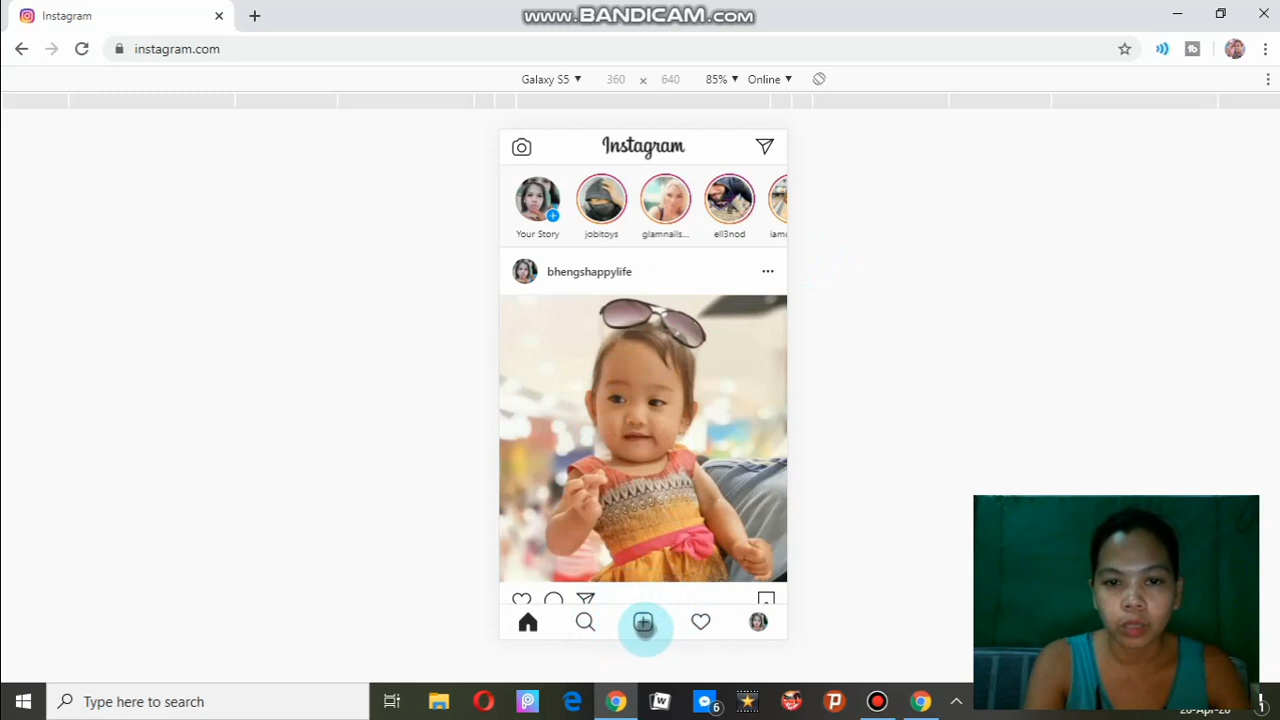 Instagram
www.BANDICAM.com
instagram.com
Galaxy S5 ▼ 360 × 640 85% ▼ Online ▼
Instagram
Your Story jobitoys glamnails... ell3nod
bhengshappylife
Type here to search
6